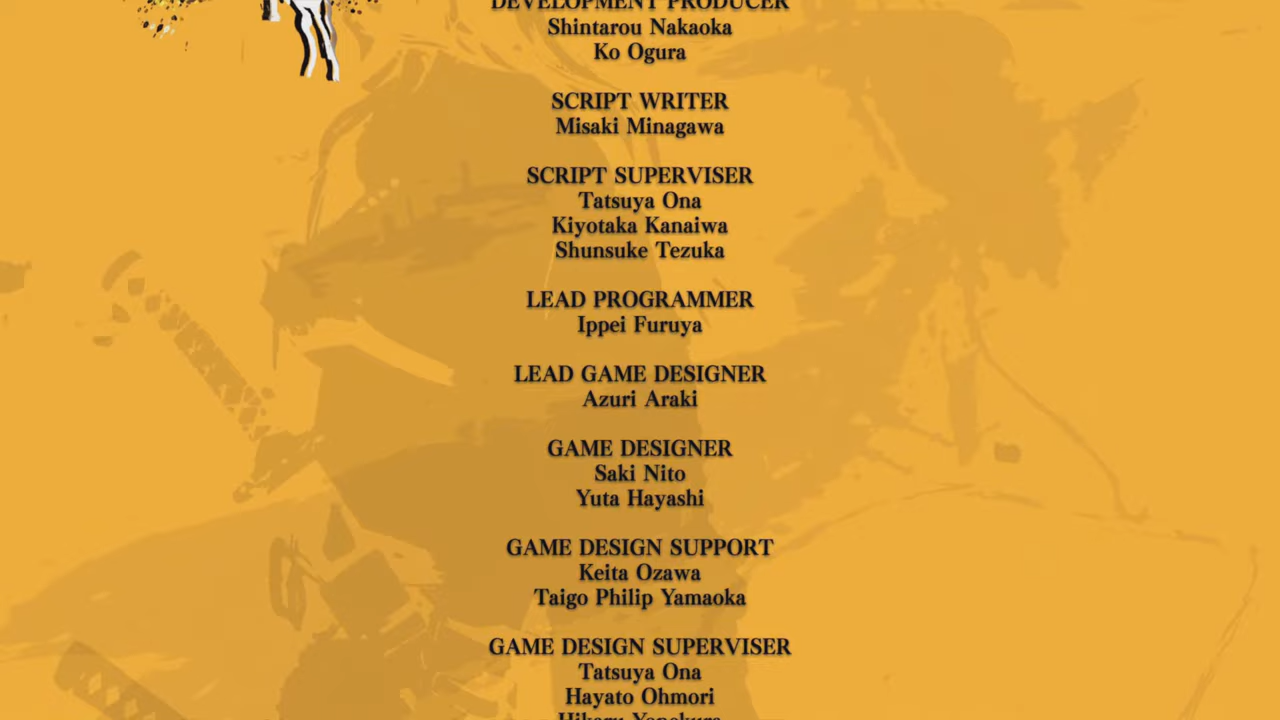 DEVELOPMENT PRODUCER
Shintarou Nakaoka
Ko Ogura
SCRIPT WRITER
Misaki Minagawa
SCRIPT SUPERVISER
Tatsuya Ona
Kiyotaka Kanaiwa
Shunsuke Tezuka
LEAD PROGRAMMER
Ippei Furuya
LEAD GAME DESIGNER
Azuri Araki
GAME DESIGNER
Saki Nito
Yuta Hayashi
GAME DESIGN SUPPORT
Keita Ozawa
Taigo Philip Yamaoka
GAME DESIGN SUPERVISER
Tatsuya Ona
Hayato Ohmori